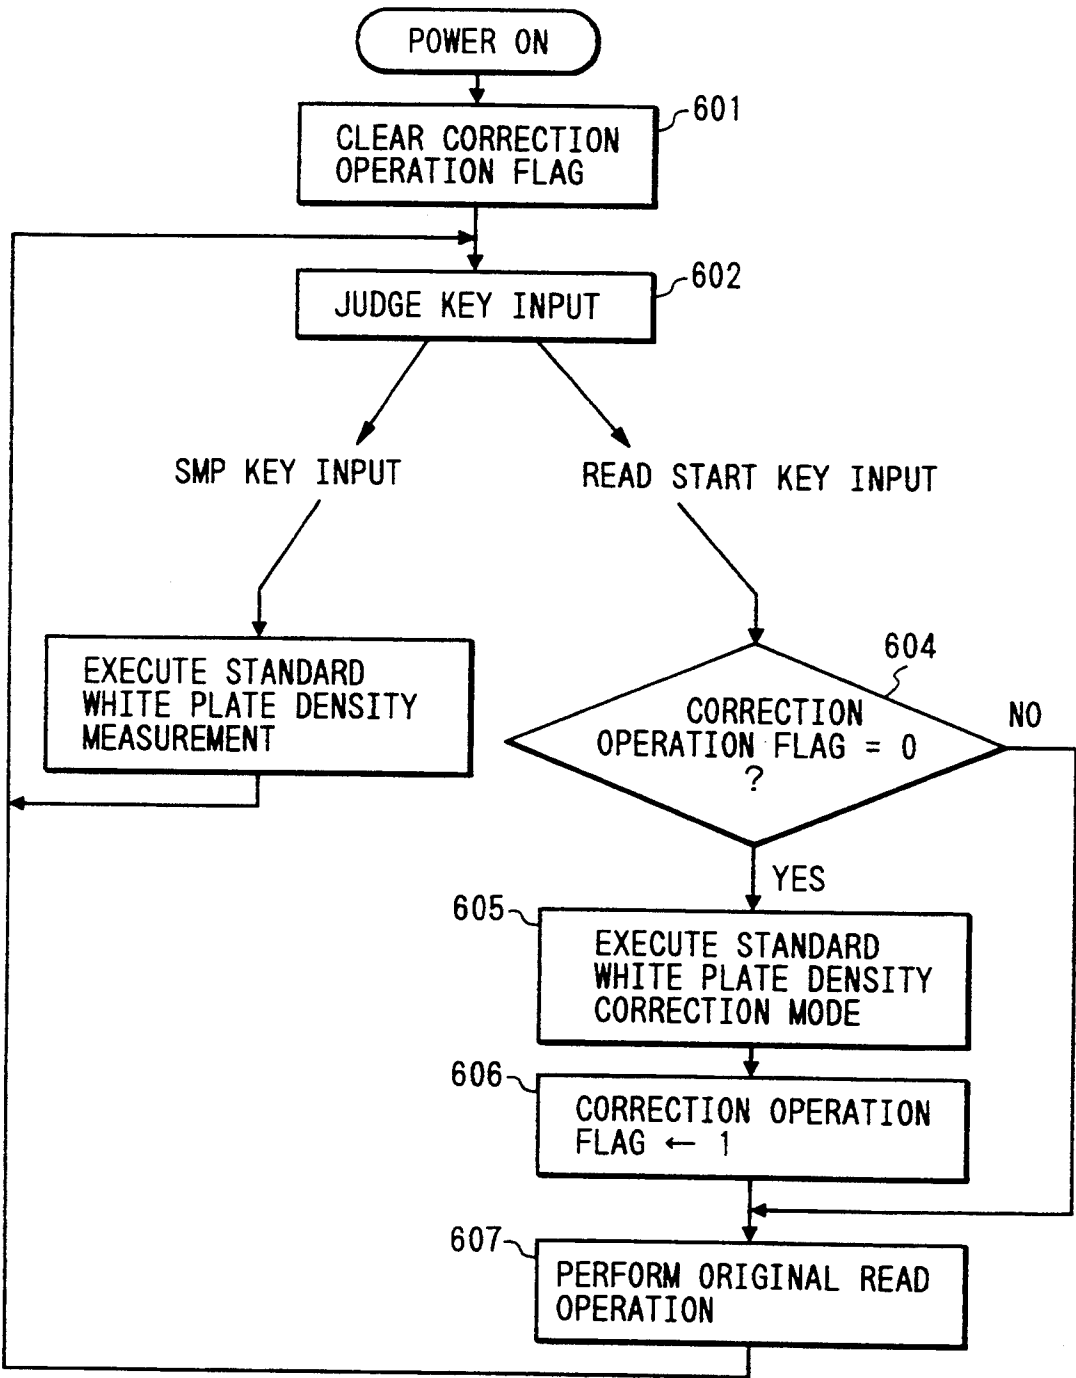 POWER ON
601
CLEAR CORRECTION
OPERATION FLAG
602
JUDGE KEY INPUT
SMP KEY INPUT
READ START KEY INPUT
EXECUTE STANDARD
WHITE PLATE DENSITY
MEASUREMENT
604
CORRECTION
OPERATION FLAG = 0
?
NO
YES
605
EXECUTE STANDARD
WHITE PLATE DENSITY
CORRECTION MODE
606
CORRECTION OPERATION
FLAG ← 1
607
PERFORM ORIGINAL READ
OPERATION